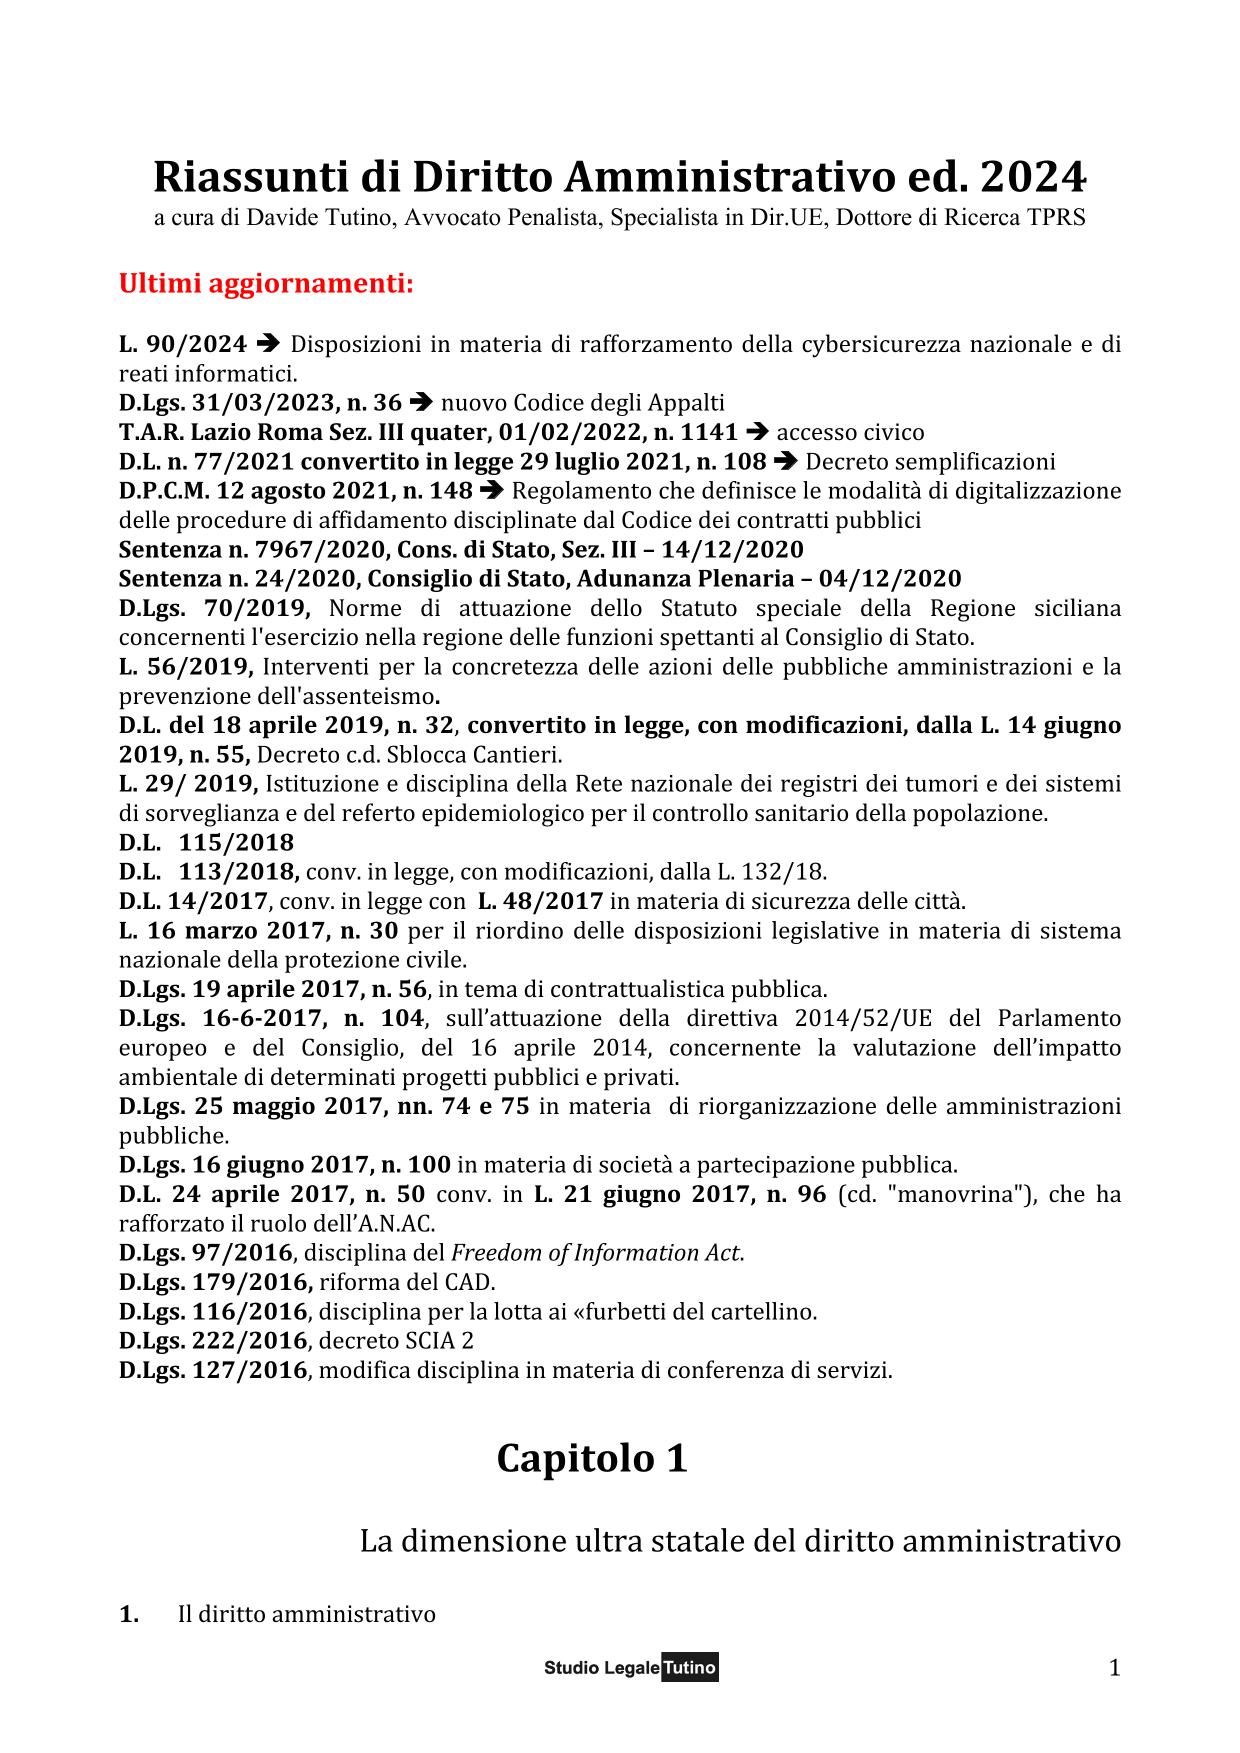 Riassunti di Diritto Amministrativo ed. 2024
a cura di Davide Tutino, Avvocato Penalista, Specialista in Dir.UE, Dottore di Ricerca TPRS
Ultimi aggiornamenti:
L. 90/2024 ➔ Disposizioni in materia di rafforzamento della cybersicurezza nazionale e di
reati informatici.
D.Lgs. 31/03/2023, n. 36 ➔ nuovo Codice degli Appalti
T.A.R. Lazio Roma Sez. III quater, 01/02/2022, n. 1141 ➔ accesso civico
D.L. n. 77/2021 convertito in legge 29 luglio 2021, n. 108 ➔ Decreto semplificazioni
D.P.C.M. 12 agosto 2021, n. 148 ➔ Regolamento che definisce le modalità di digitalizzazione
delle procedure di affidamento disciplinate dal Codice dei contratti pubblici
Sentenza n. 7967/2020, Cons. di Stato, Sez. III – 14/12/2020
Sentenza n. 24/2020, Consiglio di Stato, Adunanza Plenaria – 04/12/2020
D.Lgs. 70/2019, Norme di attuazione dello Statuto speciale della Regione siciliana
concernenti l'esercizio nella regione delle funzioni spettanti al Consiglio di Stato.
L. 56/2019, Interventi per la concretezza delle azioni delle pubbliche amministrazioni e la
prevenzione dell'assenteismo.
D.L. del 18 aprile 2019, n. 32, convertito in legge, con modificazioni, dalla L. 14 giugno
2019, n. 55, Decreto c.d. Sblocca Cantieri.
L. 29/ 2019, Istituzione e disciplina della Rete nazionale dei registri dei tumori e dei sistemi
di sorveglianza e del referto epidemiologico per il controllo sanitario della popolazione.
D.L. 115/2018
D.L. 113/2018, conv. in legge, con modificazioni, dalla L. 132/18.
D.L. 14/2017, conv. in legge con L. 48/2017 in materia di sicurezza delle città.
L. 16 marzo 2017, n. 30 per il riordino delle disposizioni legislative in materia di sistema
nazionale della protezione civile.
D.Lgs. 19 aprile 2017, n. 56, in tema di contrattualistica pubblica.
D.Lgs. 16-6-2017, n. 104, sull’attuazione della direttiva 2014/52/UE del Parlamento
europeo e del Consiglio, del 16 aprile 2014, concernente la valutazione dell’impatto
ambientale di determinati progetti pubblici e privati.
D.Lgs. 25 maggio 2017, nn. 74 e 75 in materia di riorganizzazione delle amministrazioni
pubbliche.
D.Lgs. 16 giugno 2017, n. 100 in materia di società a partecipazione pubblica.
D.L. 24 aprile 2017, n. 50 conv. in L. 21 giugno 2017, n. 96 (cd. "manovrina"), che ha
rafforzato il ruolo dell’A.N.AC.
D.Lgs. 97/2016, disciplina del Freedom of Information Act.
D.Lgs. 179/2016, riforma del CAD.
D.Lgs. 116/2016, disciplina per la lotta ai «furbetti del cartellino.
D.Lgs. 222/2016, decreto SCIA 2
D.Lgs. 127/2016, modifica disciplina in materia di conferenza di servizi.
Capitolo 1
La dimensione ultra statale del diritto amministrativo
1. Il diritto amministrativo
Studio Legale Tutino 1